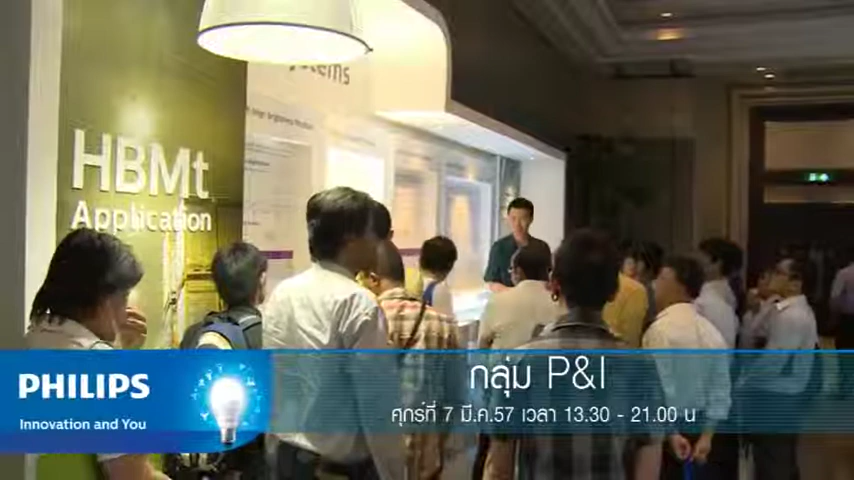 ystems
HBMt
Application
PHILIPS
Innovation and You
กลุ่ม P&I
ศุกร์ที่ 7 มี.ค.57 เวลา 13.30 - 21.00 น